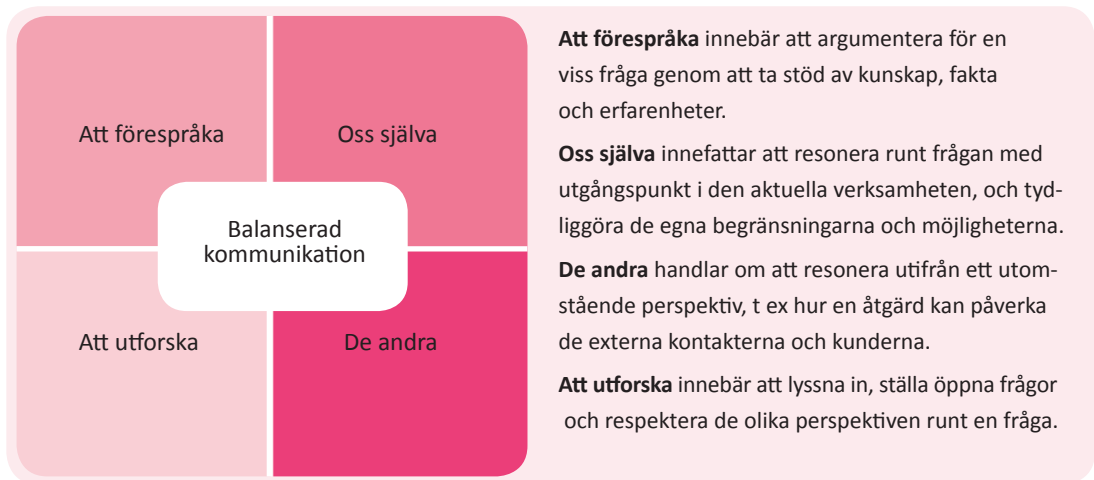 Att förespråka
Oss själva
Balanserad
kommunikation
Att utforska
De andra
Att förespråka innebär att argumentera för en
viss fråga genom att ta stöd av kunskap, fakta
och erfarenheter.
Oss själva innefattar att resonera runt frågan med
utgångspunkt i den aktuella verksamheten, och tyd-
liggöra de egna begränsningarna och möjligheterna.
De andra handlar om att resonera utifrån ett utom-
stående perspektiv, t ex hur en åtgärd kan påverka
de externa kontakterna och kunderna.
Att utforska innebär att lyssna in, ställa öppna frågor
och respektera de olika perspektiven runt en fråga.